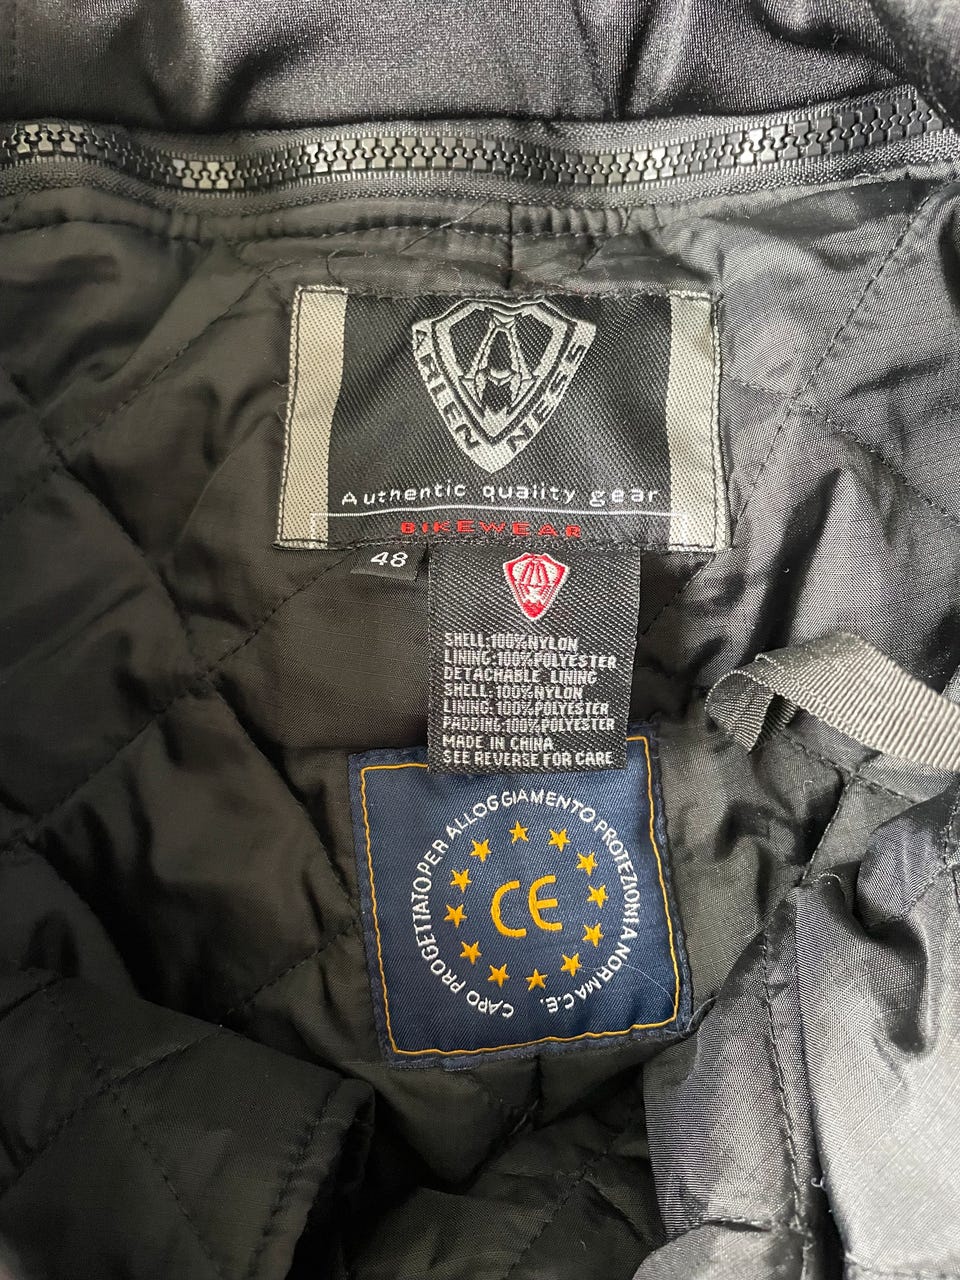 ARLEN NESS
Authentic quality gear
BIKEWEAR
48
SHELL:100%NYLON
LINING:100%POLYESTER
DETACHABLE LINING
SHELL:100%NYLON
LINING:100%POLYESTER
PADDING:100%POLYESTER
MADE IN CHINA
SEE REVERSE FOR CARE
CAPO PROGETTATO PER ALLOGGIAMENTO PROTEZIONI A NORMA C.E.
CE